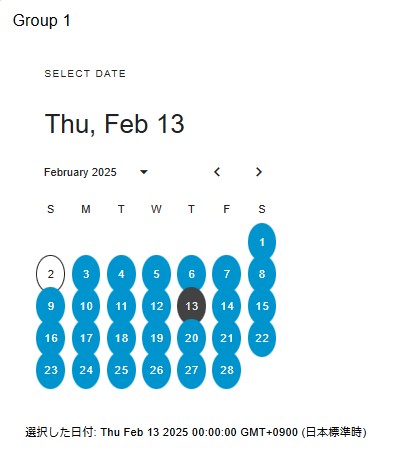 Group 1
SELECT DATE
Thu, Feb 13
February 2025
S M T W T F S
1
2 3 4 5 6 7 8
9 10 11 12 13 14 15
16 17 18 19 20 21 22
23 24 25 26 27 28
選択した日付: Thu Feb 13 2025 00:00:00 GMT+0900 (日本標準時)